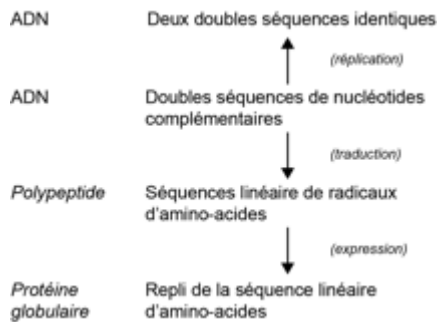 ADN Deux doubles séquences identiques
(réplication)
ADN Doubles séquences de nucléotides
complémentaires
(traduction)
Polypeptide Séquences linéaire de radicaux
d'amino-acides
(expression)
Protéine Repli de la séquence linéaire
globulaire d'amino-acides